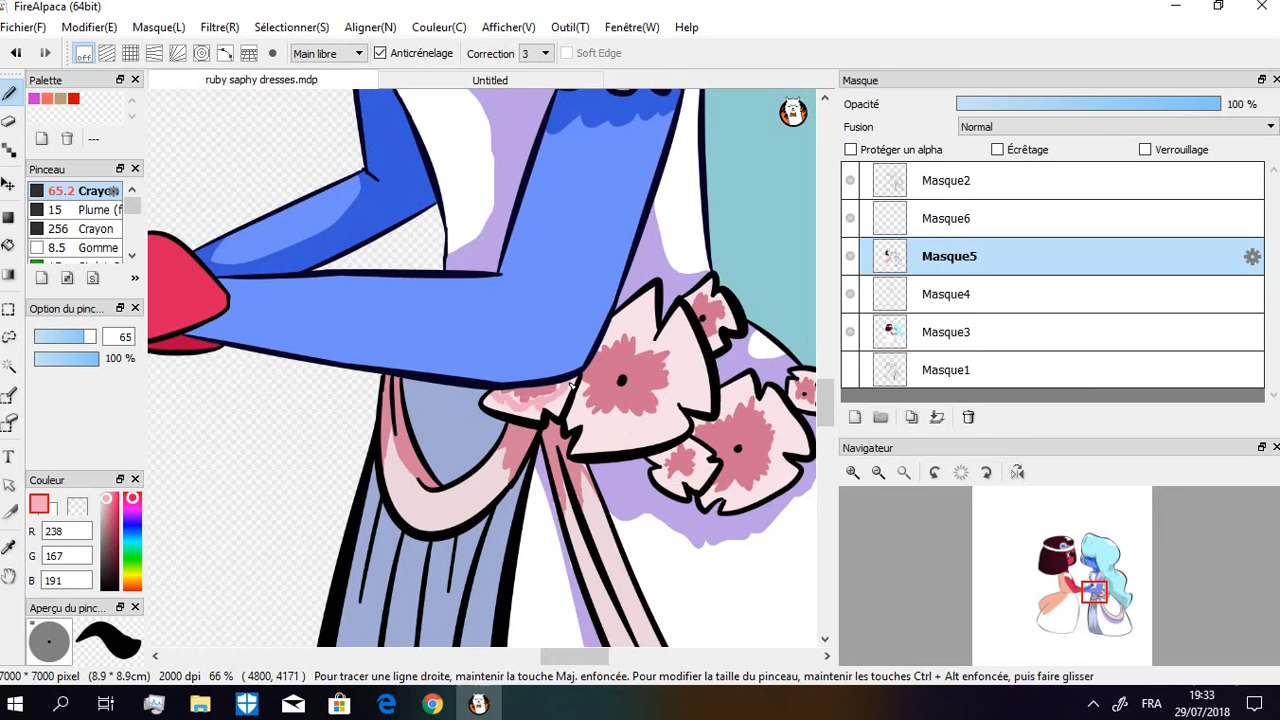 FireAlpaca (64bit)
Fichier(F) Modifier(E) Masque(L) Filtre(R) Sélectionner(S) Aligner(N) Couleur(C) Afficher(V) Outil(T) Fenêtre(W) Help
off Main libre Anticrénelage Correction 3 Soft Edge
Palette ruby saphy dresses.mdp Untitled Masque
Opacité 100 %
Fusion Normal
---
Protéger un alpha Écrêtage Verrouillage
Pinceau
65.2 Crayo
15 Plume (f
256 Crayon
8.5 Gomme
Masque2
Masque6
Masque5
Masque4
Masque3
Masque1
Option du pinc...
65
100 %
Navigateur
Couleur
R 238
G 167
B 191
Aperçu du pinc...
7000 * 7000 pixel (8.9 * 8.9cm) 2000 dpi 66 % ( 4800, 4171) Pour tracer une ligne droite, maintenir la touche Maj. enfoncée. Pour modifier la taille du pinceau, maintenir les touches Ctrl + Alt enfoncée, puis faire glisser
FRA
19:33
29/07/2018